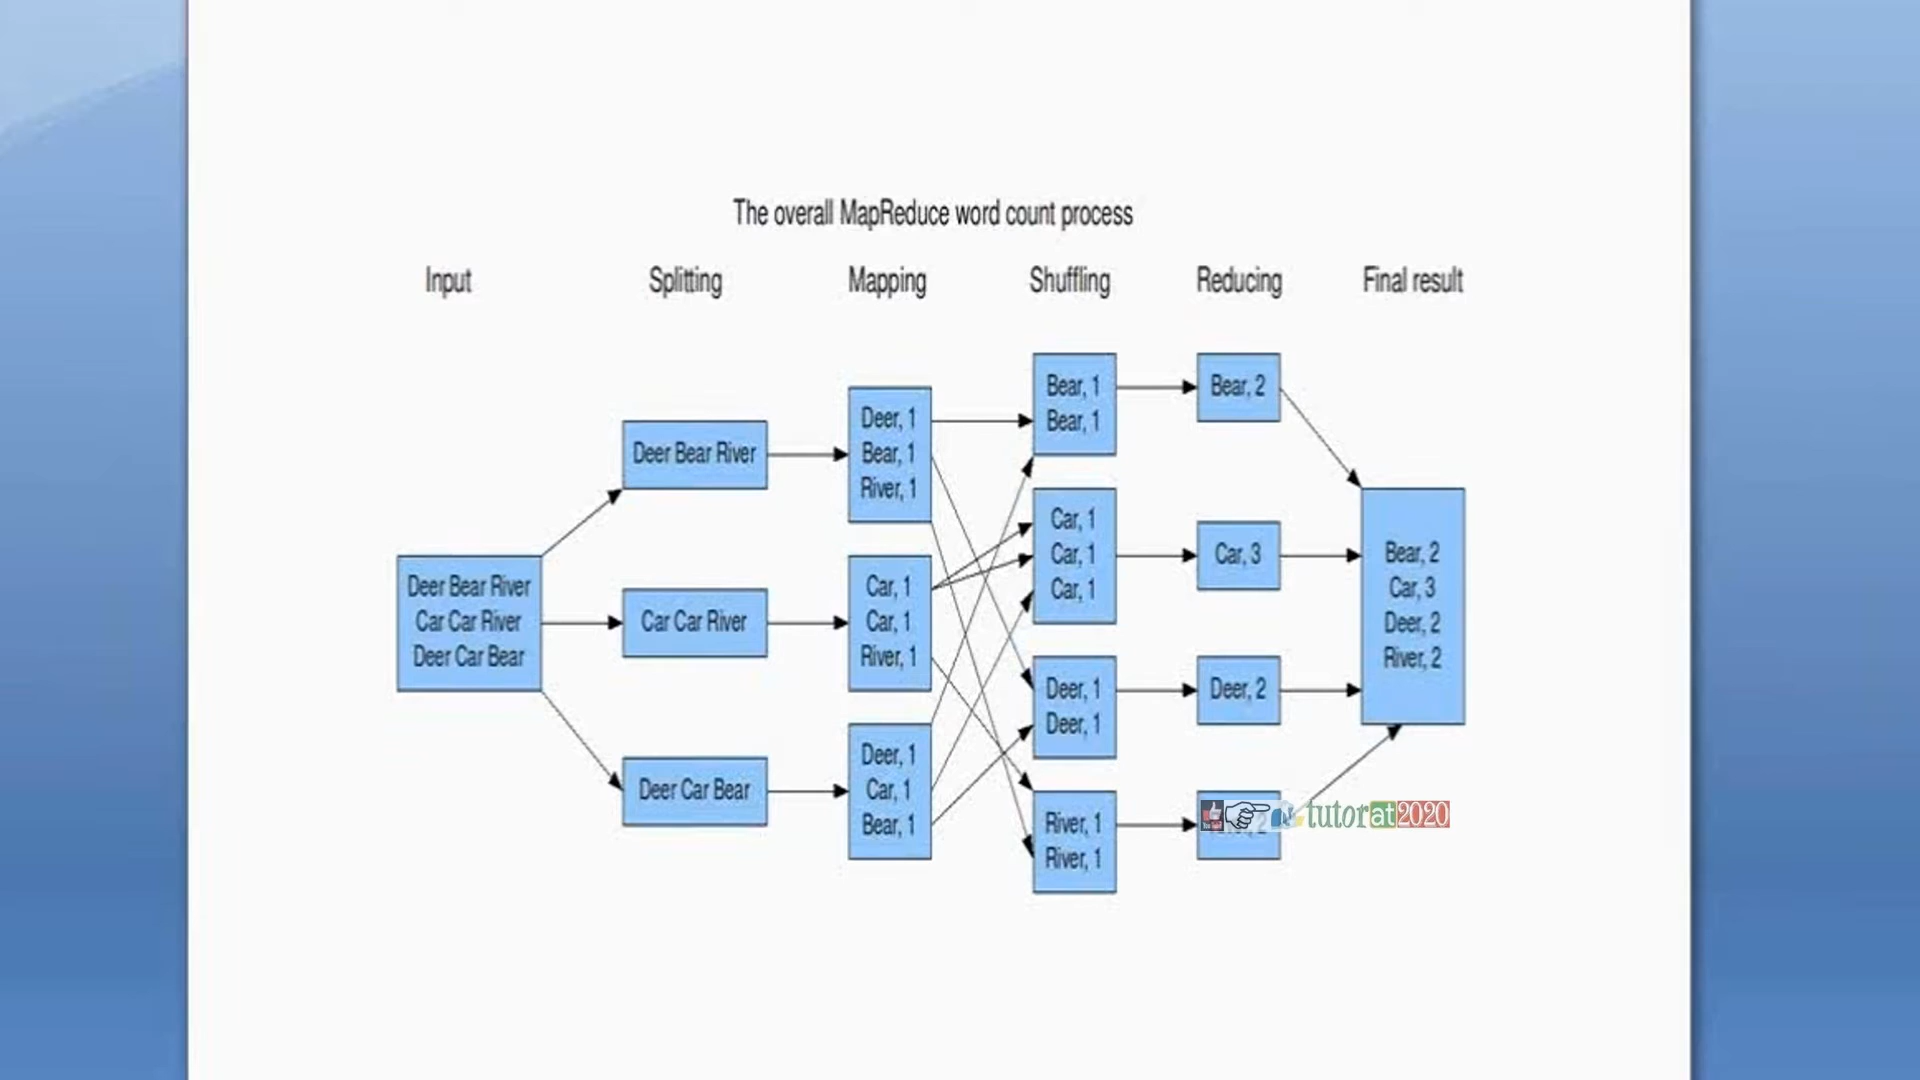 The overall MapReduce word count process
Input
Splitting
Mapping
Shuffling
Reducing
Final result
Deer Bear River
Car Car River
Deer Car Bear
Deer Bear River
Car Car River
Deer Car Bear
Deer, 1
Bear, 1
River, 1
Car, 1
Car, 1
River, 1
Deer, 1
Car, 1
Bear, 1
Bear, 1
Bear, 1
Car, 1
Car, 1
Car, 1
Deer, 1
Deer, 1
River, 1
River, 1
Bear, 2
Car, 3
Deer, 2
tutorat2020
Bear, 2
Car, 3
Deer, 2
River, 2